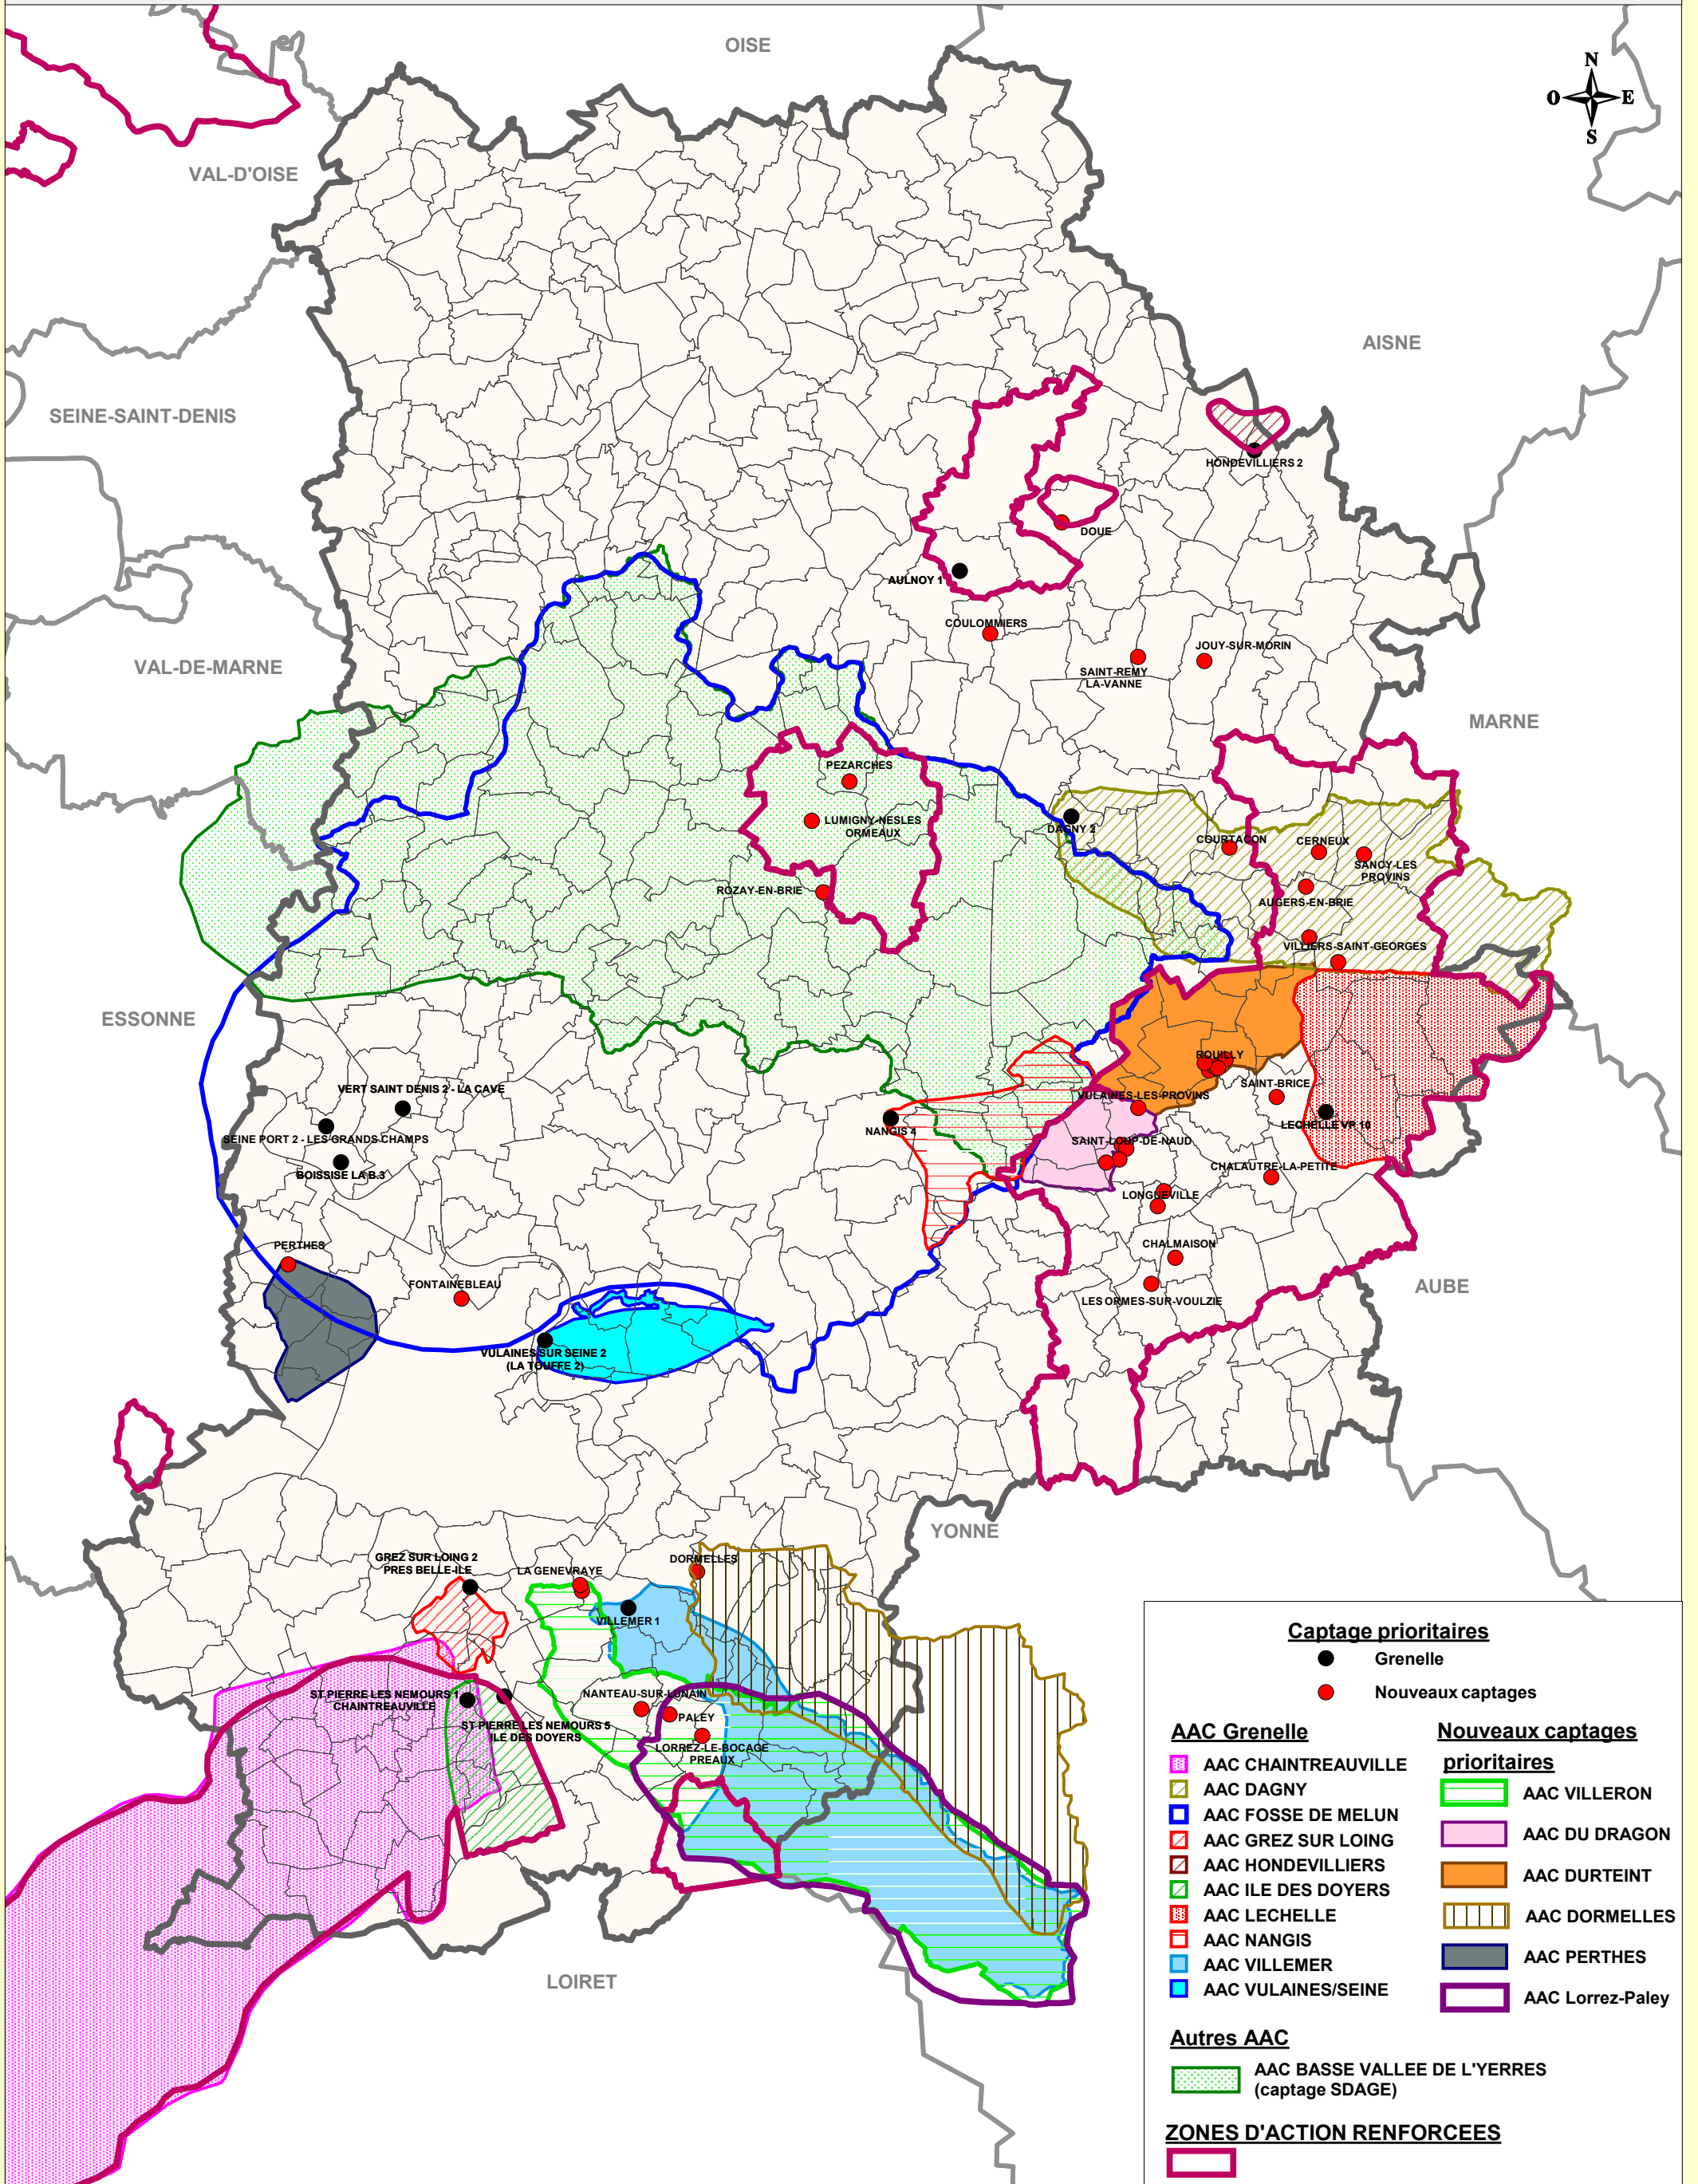 OISE
N
O
E
S
VAL-D'OISE
AISNE
SEINE-SAINT-DENIS
HONDEVILLIERS 2
DOUE
AULNOY 1
COULOMMIERS
JOUY-SUR-MORIN
SAINT-REMY
LA-VANNE
VAL-DE-MARNE
MARNE
PEZARCHES
LUMIGNY-NESLES
ORMEAUX
DAGNY 2
COURTACON
CERNEUX
SANCY-LES
PROVINS
ROZAY-EN-BRIE
AUGERS-EN-BRIE
VILLIERS-SAINT-GEORGES
ESSONNE
ROUILLY
SAINT-BRICE
VERT SAINT DENIS 2 - LA CAVE
VULAINES-LES-PROVINS
LECHELLE VP 10
NANGIS 4
SEINE PORT 2 - LES GRANDS CHAMPS
SAINT-LOUP-DE-NAUD
BOISSISE LA B.3
CHALAUTRE-LA-PETITE
LONGUEVILLE
PERTHES
CHALMAISON
FONTAINEBLEAU
AUBE
LES ORMES-SUR-VOULZIE
VULAINES SUR SEINE 2
(LA TOUFFE 2)
YONNE
GREZ SUR LOING 2
PRES BELLE-ILE
LA GENEVRAYE
DORMELLES
VILLEMER 1
ST PIERRE LES NEMOURS 1
CHAINTREAUVILLE
NANTEAU-SUR-LUNAIN
PALEY
ST PIERRE LES NEMOURS 5
ILE DES DOYERS
LORREZ-LE-BOCAGE
PREAUX
LOIRET
Captage prioritaires
Grenelle
Nouveaux captages
AAC Grenelle
AAC CHAINTREAUVILLE
AAC DAGNY
AAC FOSSE DE MELUN
AAC GREZ SUR LOING
AAC HONDEVILLIERS
AAC ILE DES DOYERS
AAC LECHELLE
AAC NANGIS
AAC VILLEMER
AAC VULAINES/SEINE
Nouveaux captages
prioritaires
AAC VILLERON
AAC DU DRAGON
AAC DURTEINT
AAC DORMELLES
AAC PERTHES
AAC Lorrez-Paley
Autres AAC
AAC BASSE VALLEE DE L'YERRES
(captage SDAGE)
ZONES D'ACTION RENFORCEES